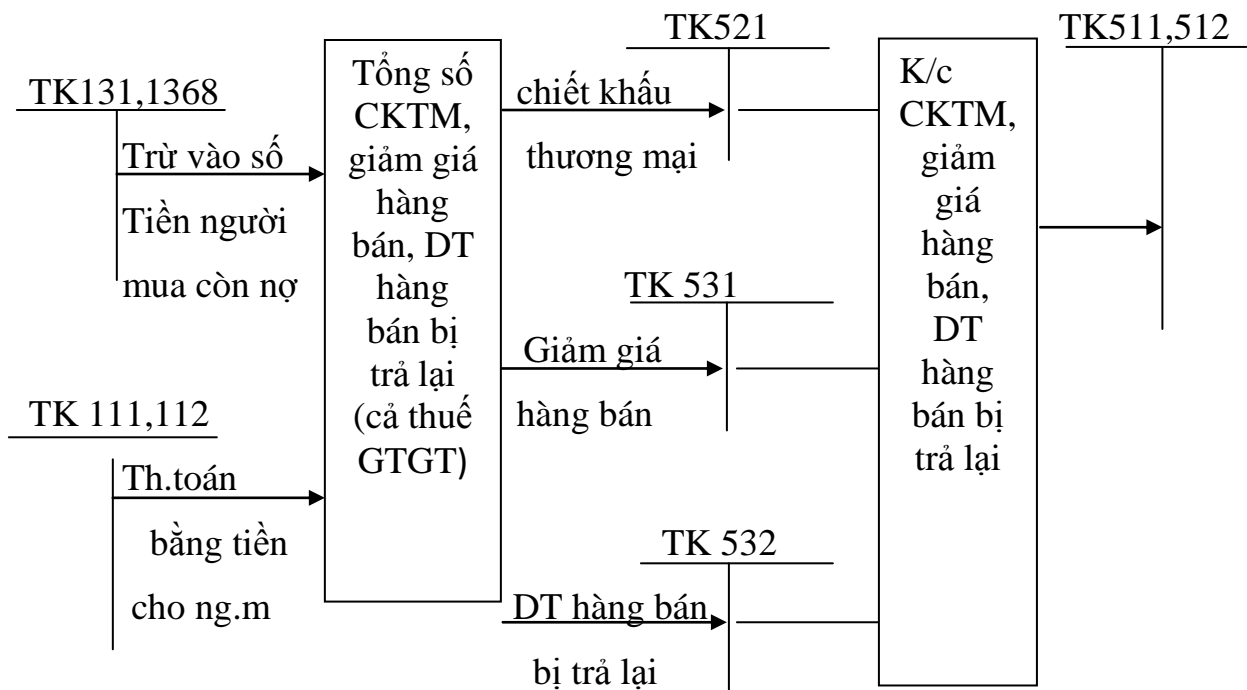 TK131,1368
Trừ vào số
Tiền người
mua còn nợ
TK 111,112
Th.toán
bằng tiền
cho ng.m
Tổng số
CKTM,
giảm giá
hàng
bán, DT
hàng
bán bị
trả lại
(cả thuế
GTGT)
TK521
chiết khấu
thương mại
TK 531
Giảm giá
hàng bán
TK 532
DT hàng bán
bị trả lại
K/c
CKTM,
giảm
giá
hàng
bán,
DT
hàng
bán bị
trả lại
TK511,512